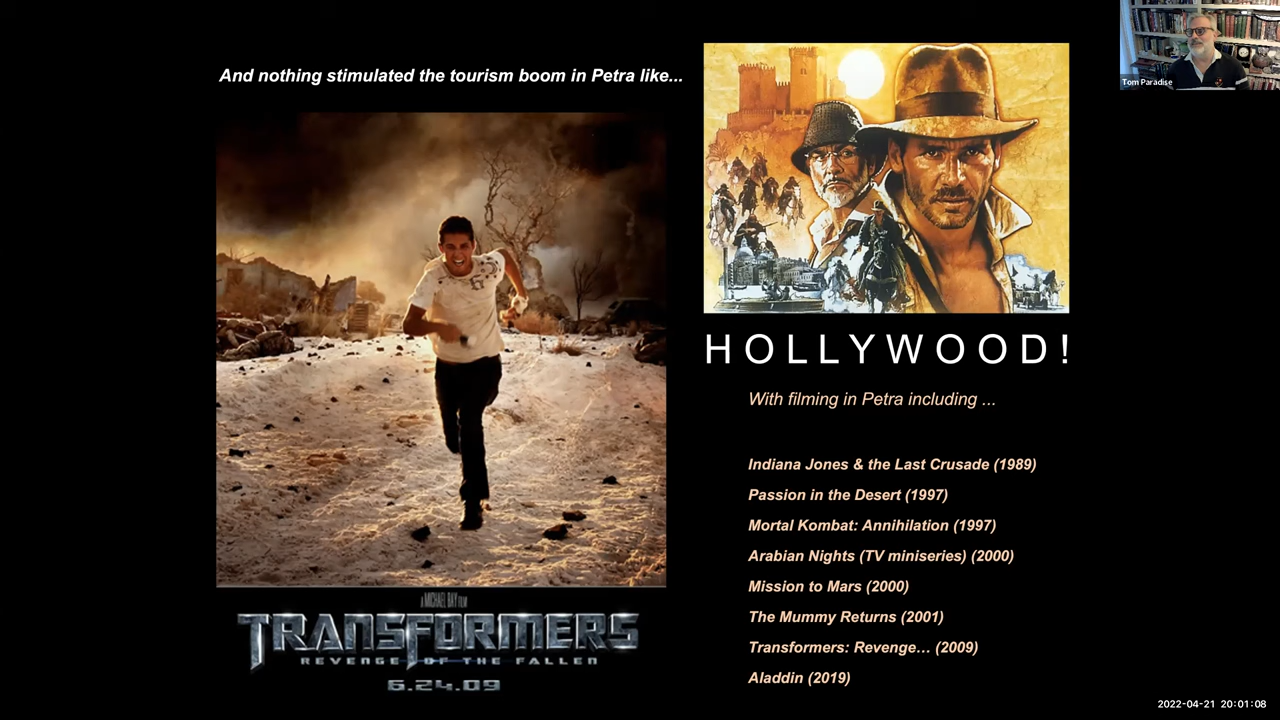 And nothing stimulated the tourism boom in Petra like...
Tom Paradise
HOLLYWOOD!
With filming in Petra including ...
Indiana Jones & the Last Crusade (1989)
Passion in the Desert (1997)
Mortal Kombat: Annihilation (1997)
Arabian Nights (TV miniseries) (2000)
Mission to Mars (2000)
The Mummy Returns (2001)
Transformers: Revenge... (2009)
Aladdin (2019)
A MICHAEL BAY FILM
TRANSFORMERS
REVENGE OF THE FALLEN
6.24.09
2022-04-21 20:01:08